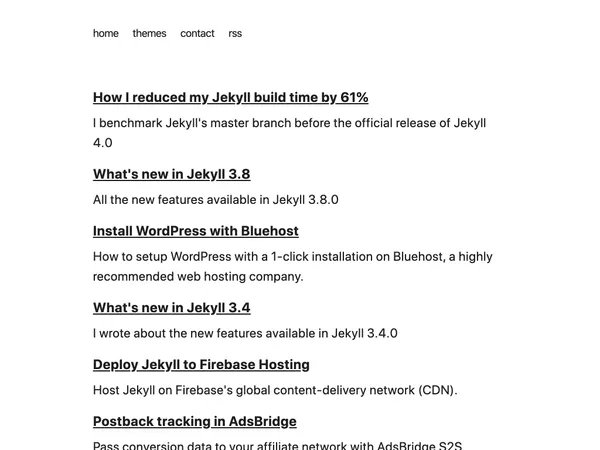 home themes contact rss
How I reduced my Jekyll build time by 61%
I benchmark Jekyll's master branch before the official release of Jekyll
4.0
What's new in Jekyll 3.8
All the new features available in Jekyll 3.8.0
Install WordPress with Bluehost
How to setup WordPress with a 1-click installation on Bluehost, a highly
recommended web hosting company.
What's new in Jekyll 3.4
I wrote about the new features available in Jekyll 3.4.0
Deploy Jekyll to Firebase Hosting
Host Jekyll on Firebase's global content-delivery network (CDN).
Postback tracking in AdsBridge
Pass conversion data to your affiliate network with AdsBridge S2S